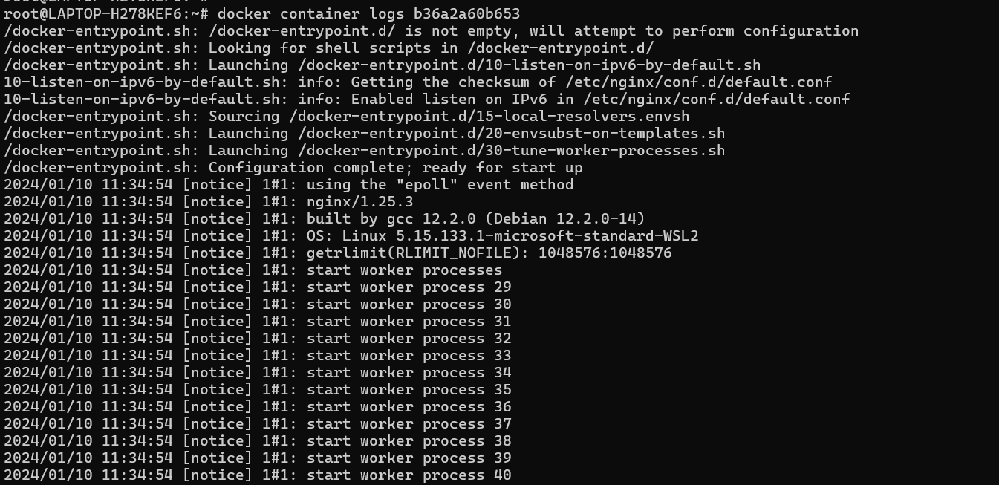 root@LAPTOP-H278KEF6:~#
root@LAPTOP-H278KEF6:~# docker container logs b36a2a60b653
/docker-entrypoint.sh: /docker-entrypoint.d/ is not empty, will attempt to perform configuration
/docker-entrypoint.sh: Looking for shell scripts in /docker-entrypoint.d/
/docker-entrypoint.sh: Launching /docker-entrypoint.d/10-listen-on-ipv6-by-default.sh
10-listen-on-ipv6-by-default.sh: info: Getting the checksum of /etc/nginx/conf.d/default.conf
10-listen-on-ipv6-by-default.sh: info: Enabled listen on IPv6 in /etc/nginx/conf.d/default.conf
/docker-entrypoint.sh: Sourcing /docker-entrypoint.d/15-local-resolvers.envsh
/docker-entrypoint.sh: Launching /docker-entrypoint.d/20-envsubst-on-templates.sh
/docker-entrypoint.sh: Launching /docker-entrypoint.d/30-tune-worker-processes.sh
/docker-entrypoint.sh: Configuration complete; ready for start up
2024/01/10 11:34:54 [notice] 1#1: using the "epoll" event method
2024/01/10 11:34:54 [notice] 1#1: nginx/1.25.3
2024/01/10 11:34:54 [notice] 1#1: built by gcc 12.2.0 (Debian 12.2.0-14)
2024/01/10 11:34:54 [notice] 1#1: OS: Linux 5.15.133.1-microsoft-standard-WSL2
2024/01/10 11:34:54 [notice] 1#1: getrlimit(RLIMIT_NOFILE): 1048576:1048576
2024/01/10 11:34:54 [notice] 1#1: start worker processes
2024/01/10 11:34:54 [notice] 1#1: start worker process 29
2024/01/10 11:34:54 [notice] 1#1: start worker process 30
2024/01/10 11:34:54 [notice] 1#1: start worker process 31
2024/01/10 11:34:54 [notice] 1#1: start worker process 32
2024/01/10 11:34:54 [notice] 1#1: start worker process 33
2024/01/10 11:34:54 [notice] 1#1: start worker process 34
2024/01/10 11:34:54 [notice] 1#1: start worker process 35
2024/01/10 11:34:54 [notice] 1#1: start worker process 36
2024/01/10 11:34:54 [notice] 1#1: start worker process 37
2024/01/10 11:34:54 [notice] 1#1: start worker process 38
2024/01/10 11:34:54 [notice] 1#1: start worker process 39
2024/01/10 11:34:54 [notice] 1#1: start worker process 40